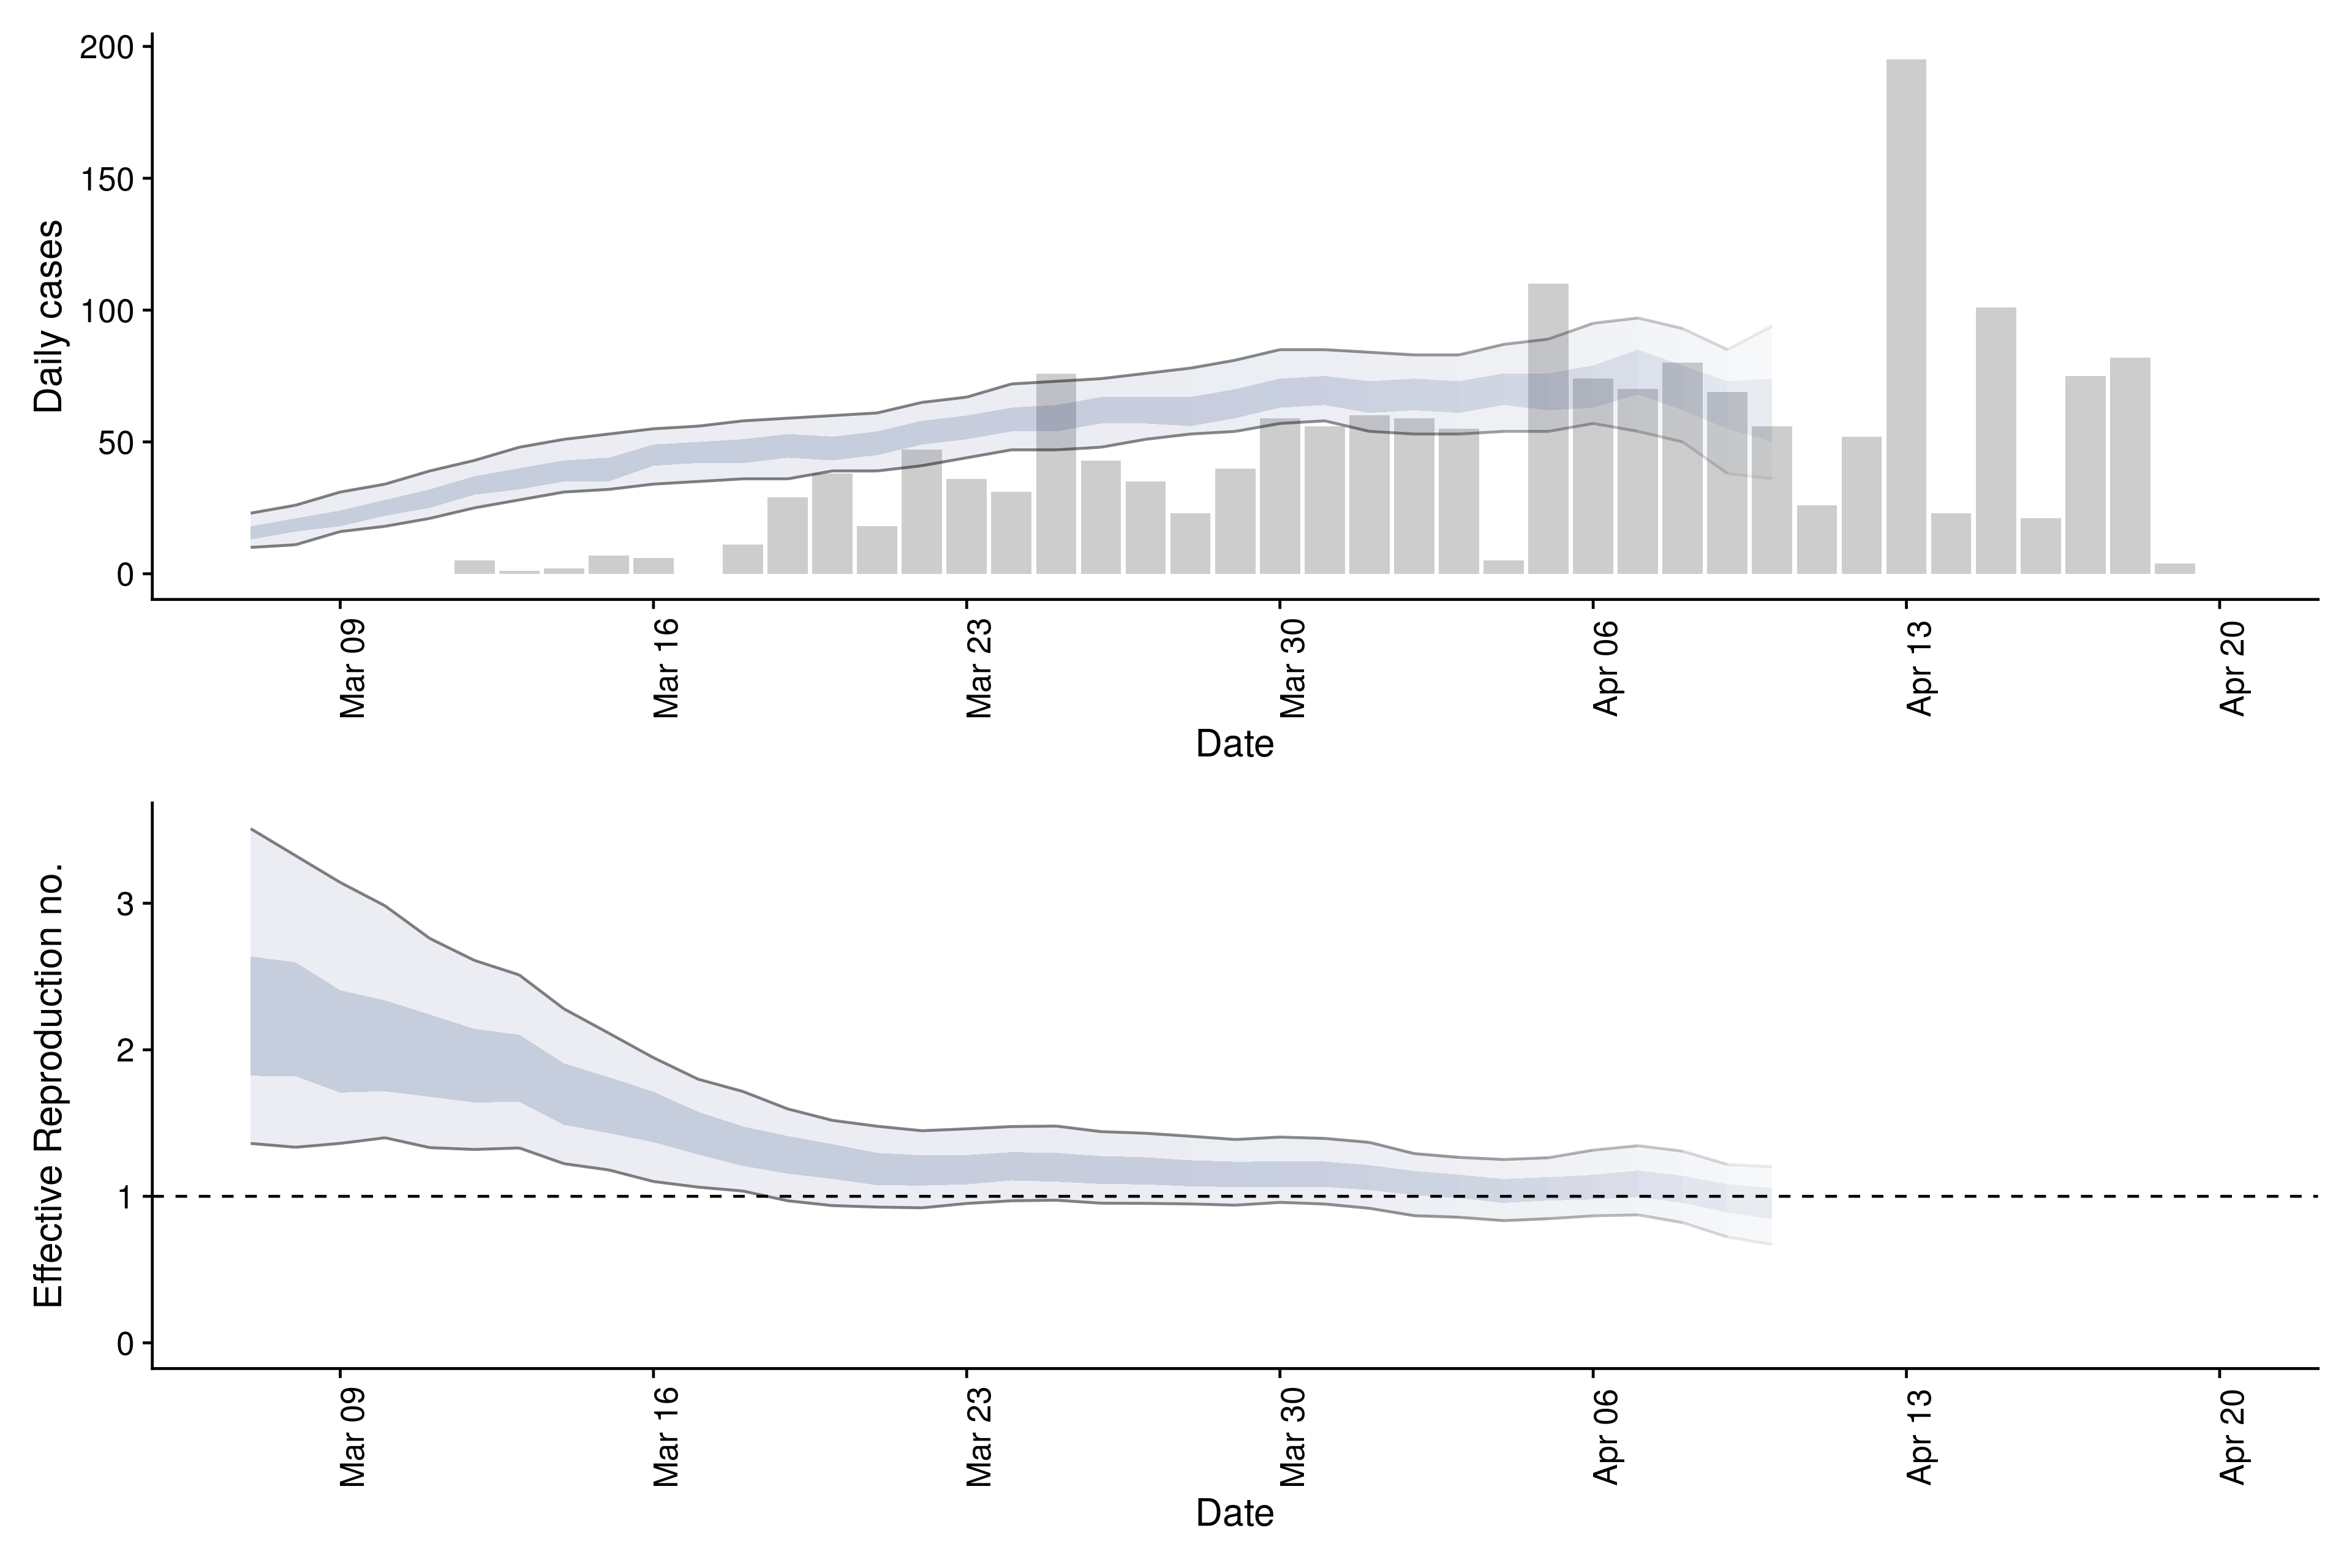 200
150
100
50
0
Daily cases
Mar 09
Mar 16
Mar 23
Mar 30
Apr 06
Apr 13
Apr 20
Date
3
2
1
0
Effective Reproduction no.
Mar 09
Mar 16
Mar 23
Mar 30
Apr 06
Apr 13
Apr 20
Date